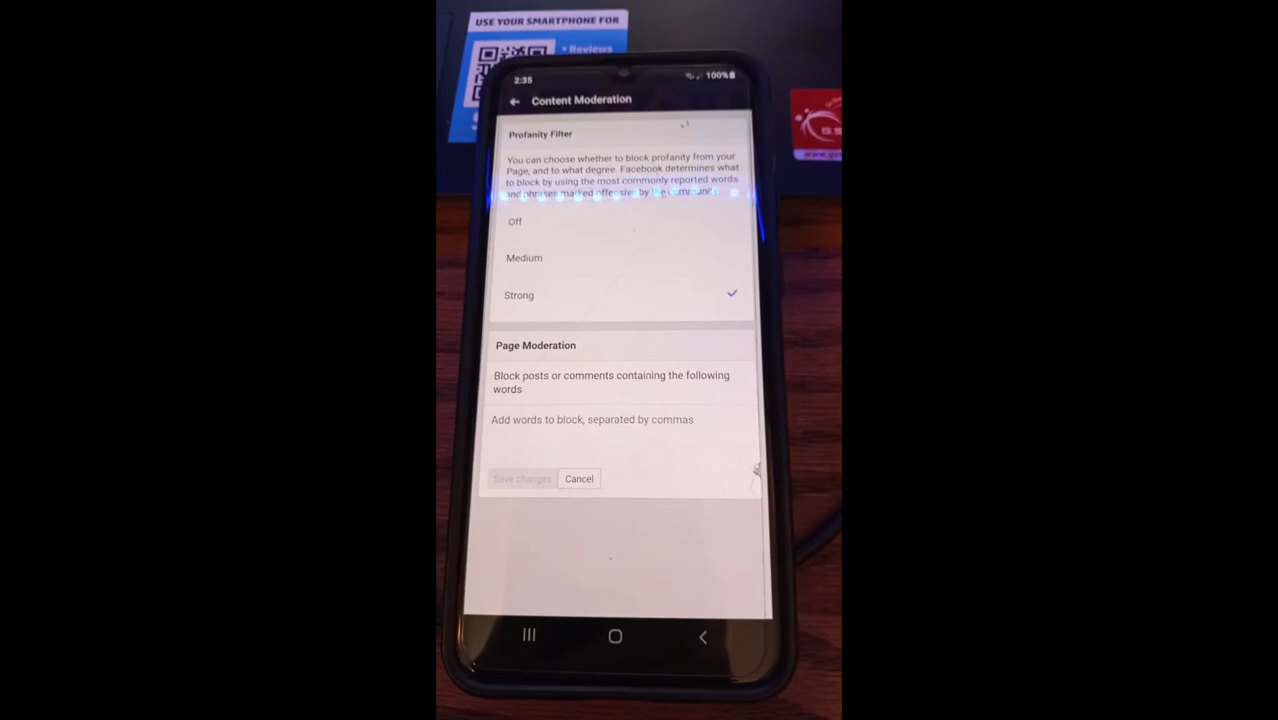 USE YOUR SMARTPHONE FOR
• Reviews
2:35
100%
Content Moderation
Profanity Filter
You can choose whether to block profanity from your
Page, and to what degree. Facebook determines what
to block by using the most commonly reported words
and phrases marked offensive by the community.
Off
Medium
Strong
Page Moderation
Block posts or comments containing the following
words
Add words to block, separated by commas
Save changes
Cancel